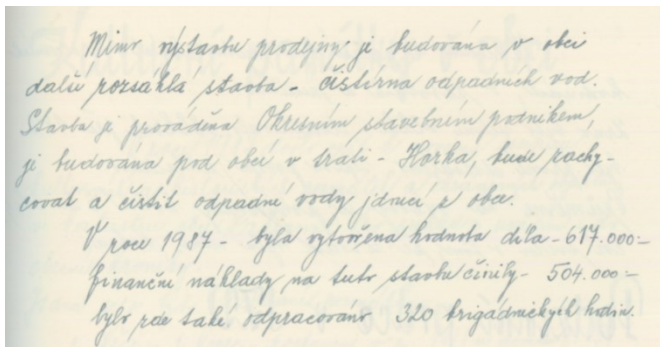 Mimo výstavbu prodejny je budována v obci
další rozsáhlá stavba - čistírna odpadních vod.
Stavba je prováděna Okresním stavebním podnikem,
je budována pod obcí v trati - Horka, bude zachy-
covat a čistit odpadní vody jdoucí z obce.
V roce 1987 - byla vytvořena hodnota díla - 617.000:-
finanční náklady na tuto stavbu činily - 504.000:-
bylo zde také odpracováno 320 brigádnických hodin.